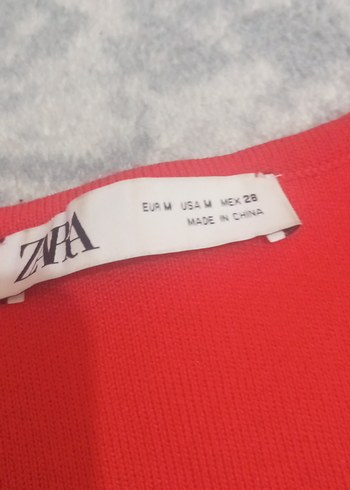 ZARA
EUR M USA M MEX 28
MADE IN CHINA